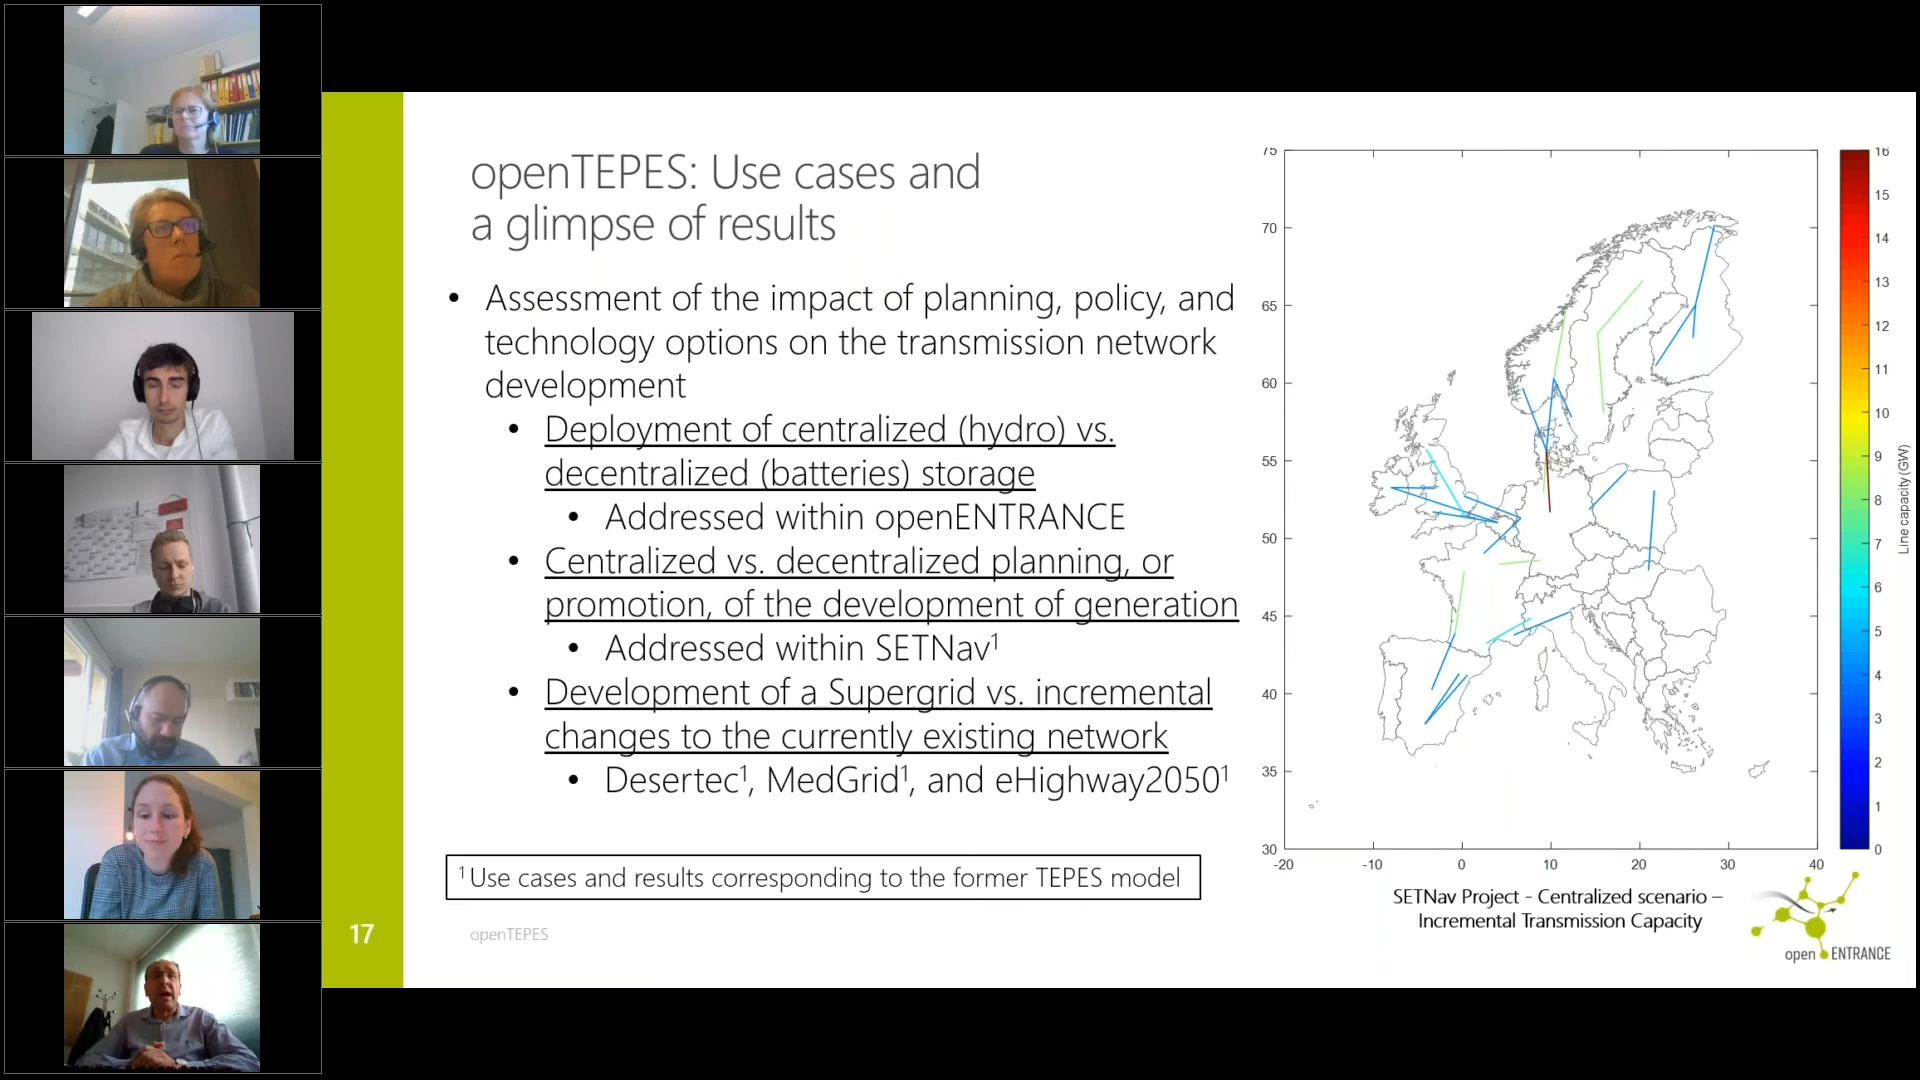 openTEPES: Use cases and
a glimpse of results
• Assessment of the impact of planning, policy, and
technology options on the transmission network
development
• Deployment of centralized (hydro) vs.
decentralized (batteries) storage
• Addressed within openENTRANCE
• Centralized vs. decentralized planning, or
promotion, of the development of generation
• Addressed within SETNav¹
• Development of a Supergrid vs. incremental
changes to the currently existing network
• Desertec¹, MedGrid¹, and eHighway2050¹
¹ Use cases and results corresponding to the former TEPES model
17
openTEPES
75
70
65
60
55
50
45
40
35
30
-20
-10
0
10
20
30
40
16
15
14
13
12
11
10
9
8
7
6
5
4
3
2
1
0
Line capacity (GW)
SETNav Project - Centralized scenario –
Incremental Transmission Capacity
open ENTRANCE